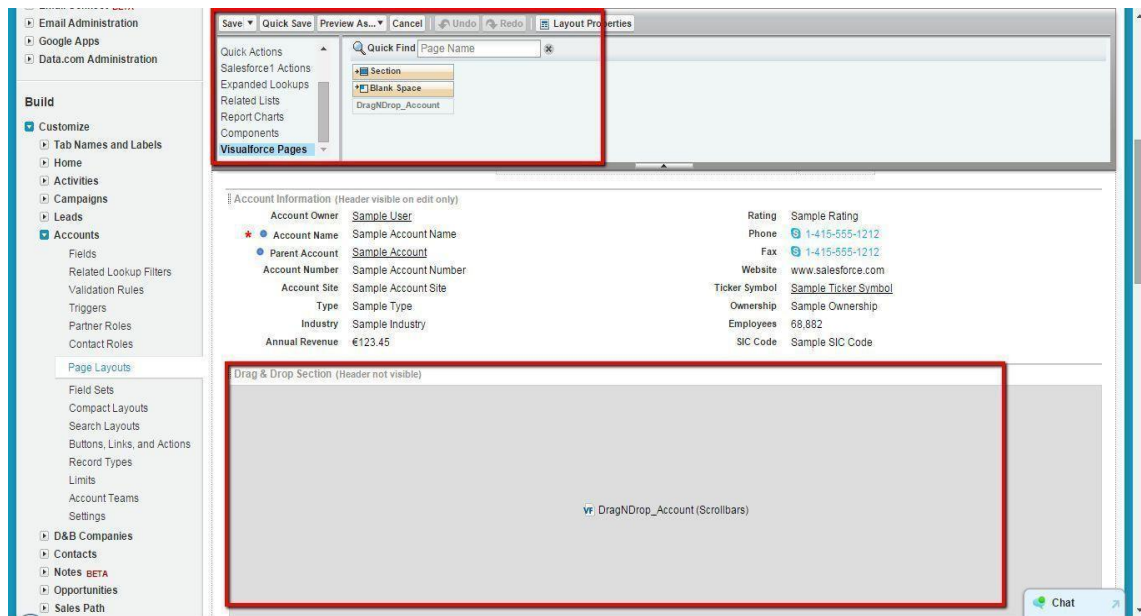 Email Administration
Google Apps
Data.com Administration
Build
Customize
Tab Names and Labels
Home
Activities
Campaigns
Leads
Accounts
Fields
Related Lookup Filters
Validation Rules
Triggers
Partner Roles
Contact Roles
Page Layouts
Field Sets
Compact Layouts
Search Layouts
Buttons, Links, and Actions
Record Types
Limits
Account Teams
Settings
D&B Companies
Contacts
Notes BETA
Opportunities
Sales Path
Save Quick Save Preview As... Cancel Undo Redo Layout Properties
Quick Actions
Salesforce1 Actions
Expanded Lookups
Related Lists
Report Charts
Components
Visualforce Pages
Quick Find Page Name
Section
Blank Space
DragNDrop_Account
Account Information (Header visible on edit only)
Account Owner Sample User
Account Name Sample Account Name
Parent Account Sample Account
Account Number Sample Account Number
Account Site Sample Account Site
Type Sample Type
Industry Sample Industry
Annual Revenue €123.45
Rating Sample Rating
Phone 1-415-555-1212
Fax 1-415-555-1212
Website www.salesforce.com
Ticker Symbol Sample Ticker Symbol
Ownership Sample Ownership
Employees 68,882
SIC Code Sample SIC Code
Drag & Drop Section (Header not visible)
VF DragNDrop_Account (Scrollbars)
Chat